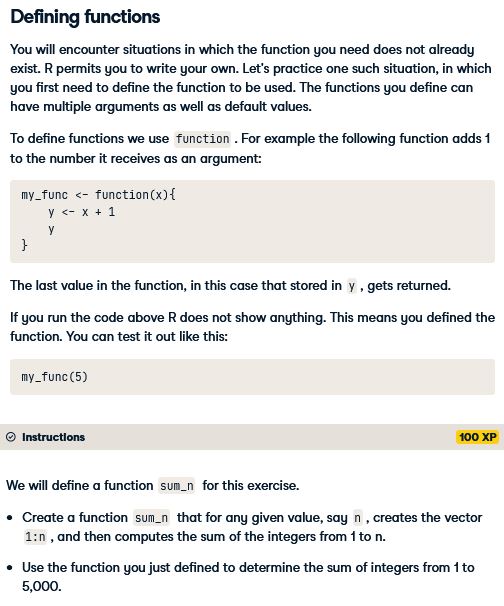 Defining functions
You will encounter situations in which the function you need does not already
exist. R permits you to write your own. Let's practice one such situation, in which
you first need to define the function to be used. The functions you define can
have multiple arguments as well as default values.
To define functions we use function . For example the following function adds 1
to the number it receives as an argument:
my_func <- function(x){
    y <- x + 1
    y
}
The last value in the function, in this case that stored in y , gets returned.
If you run the code above R does not show anything. This means you defined the
function. You can test it out like this:
my_func(5)
Instructions 100 XP
We will define a function sum_n for this exercise.
• Create a function sum_n that for any given value, say n , creates the vector
1:n , and then computes the sum of the integers from 1 to n.
• Use the function you just defined to determine the sum of integers from 1 to
5,000.